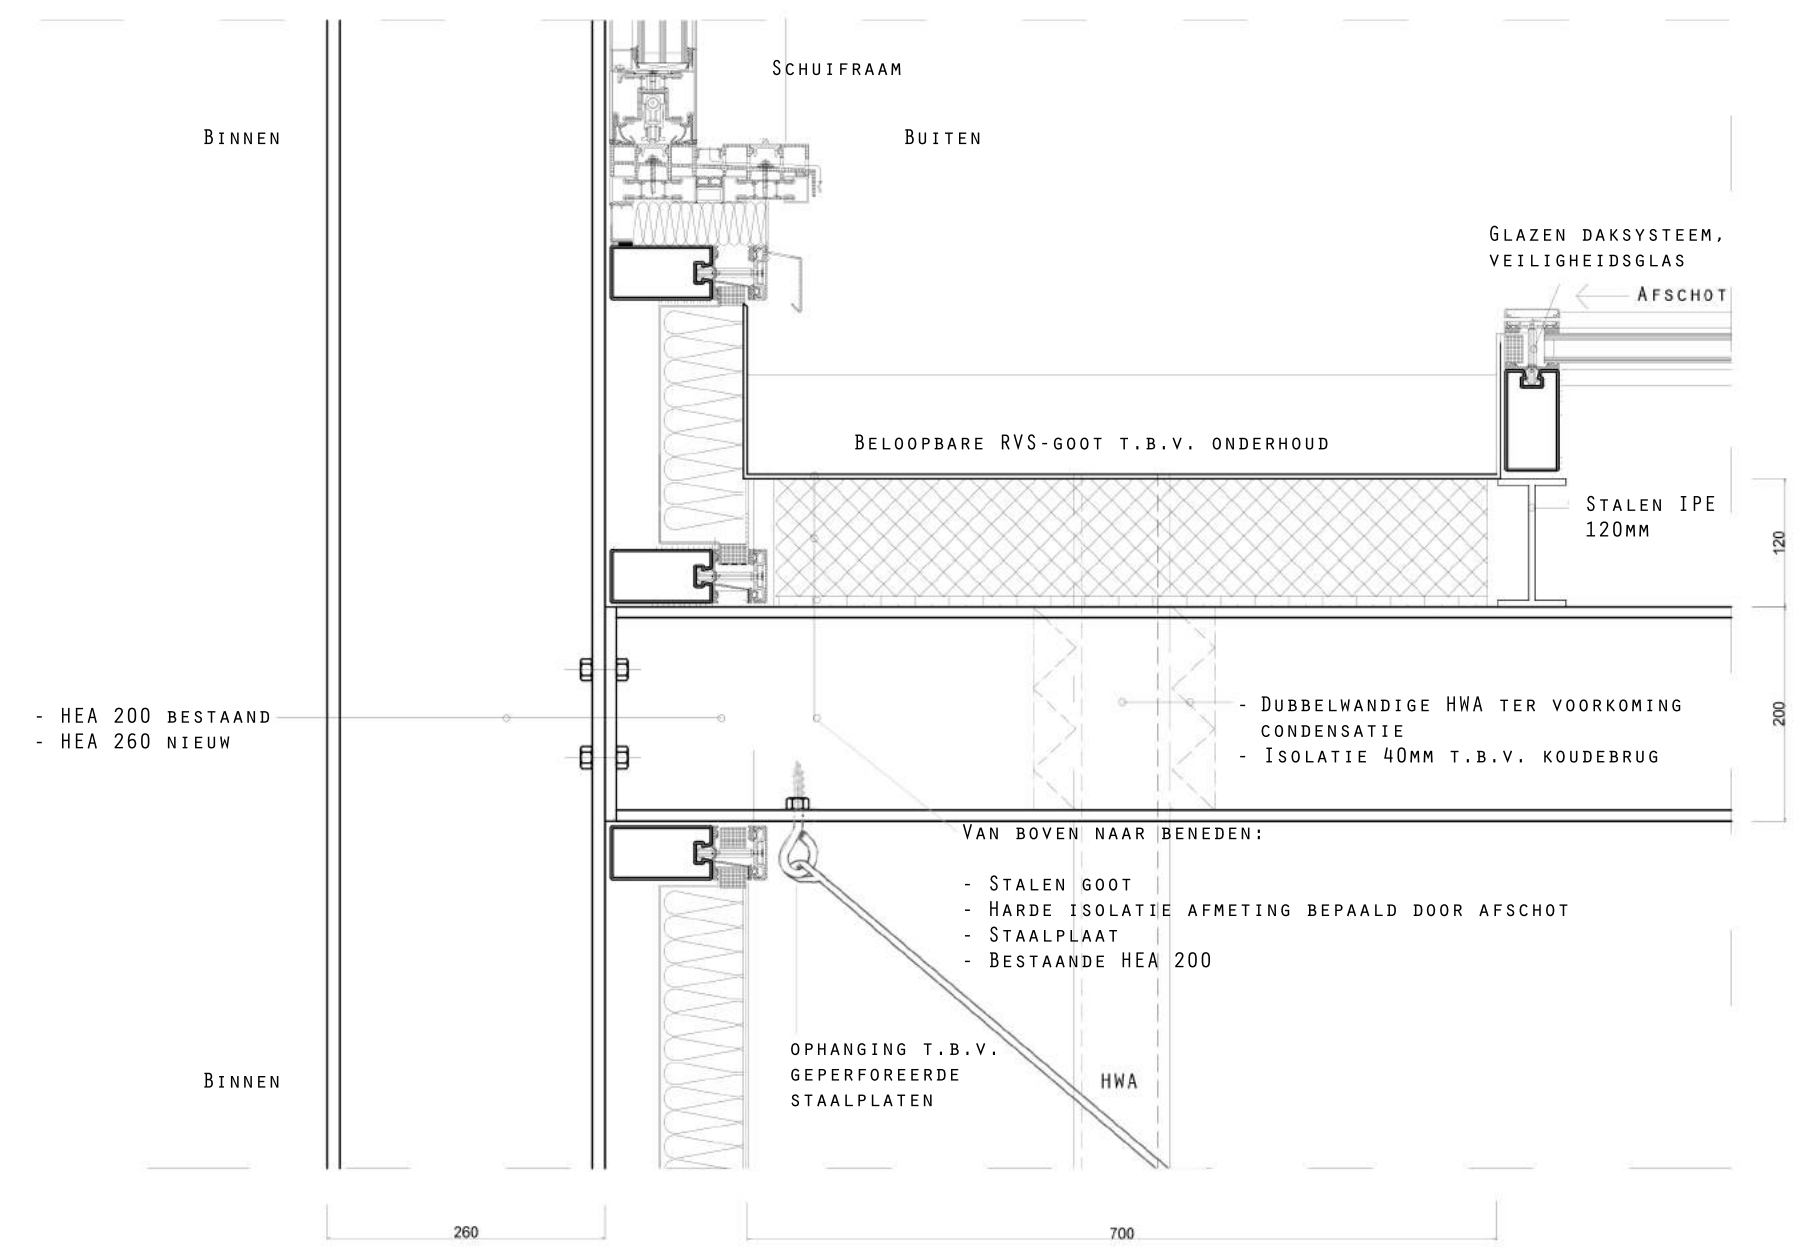 Schuifraam
Binnen
Buiten
Glazen daksysteem,
veiligheidsglas
Afschot
Beloopbare RVS-goot t.b.v. onderhoud
Stalen IPE
120mm
120
- HEA 200 bestaand
- HEA 260 nieuw
- Dubbelwandige HWA ter voorkoming
condensatie
- Isolatie 40mm t.b.v. koudebrug
200
Van boven naar beneden:
- Stalen goot
- Harde isolatie afmeting bepaald door afschot
- Staalplaat
- Bestaande HEA 200
ophanging t.b.v.
geperforeerde
staalplaten
Binnen
HWA
260
700